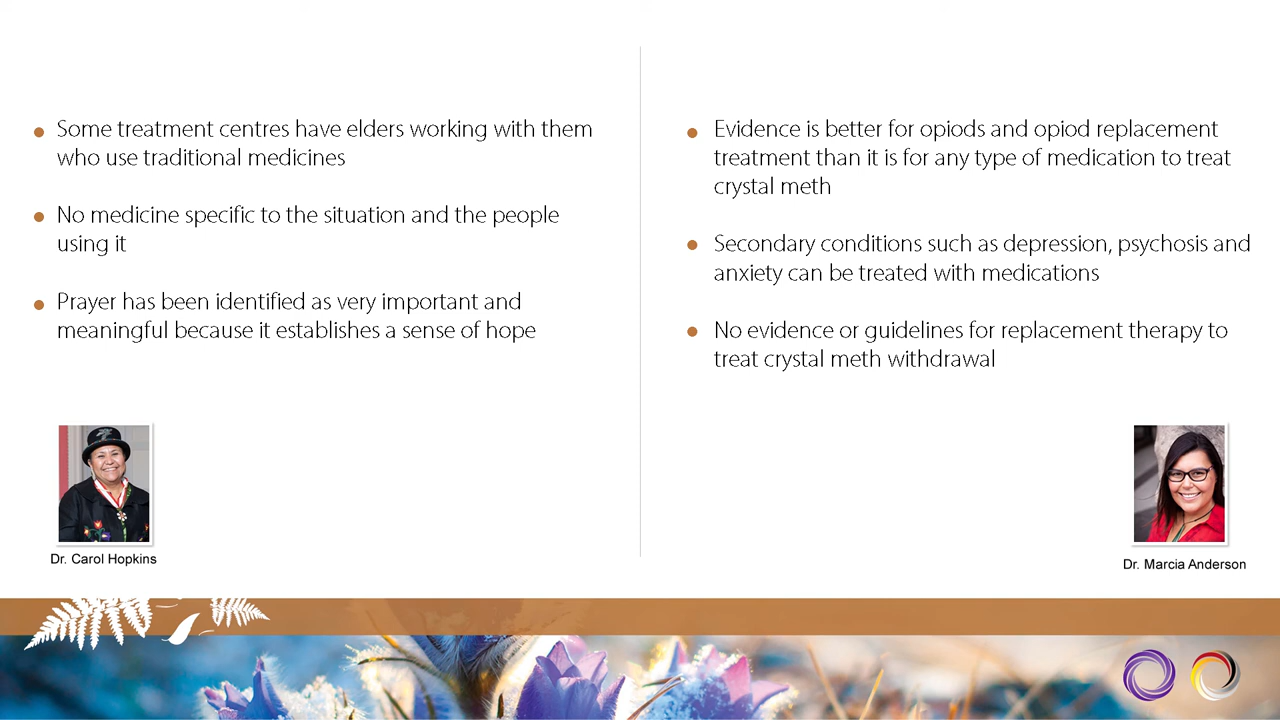 Some treatment centres have elders working with them
who use traditional medicines
No medicine specific to the situation and the people
using it
Prayer has been identified as very important and
meaningful because it establishes a sense of hope
Dr. Carol Hopkins
Evidence is better for opiods and opiod replacement
treatment than it is for any type of medication to treat
crystal meth
Secondary conditions such as depression, psychosis and
anxiety can be treated with medications
No evidence or guidelines for replacement therapy to
treat crystal meth withdrawal
Dr. Marcia Anderson